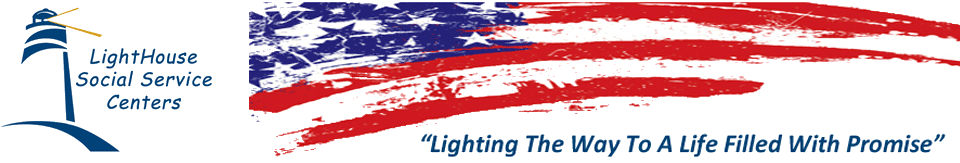 LightHouse
Social Service
Centers
“Lighting The Way To A Life Filled With Promise”